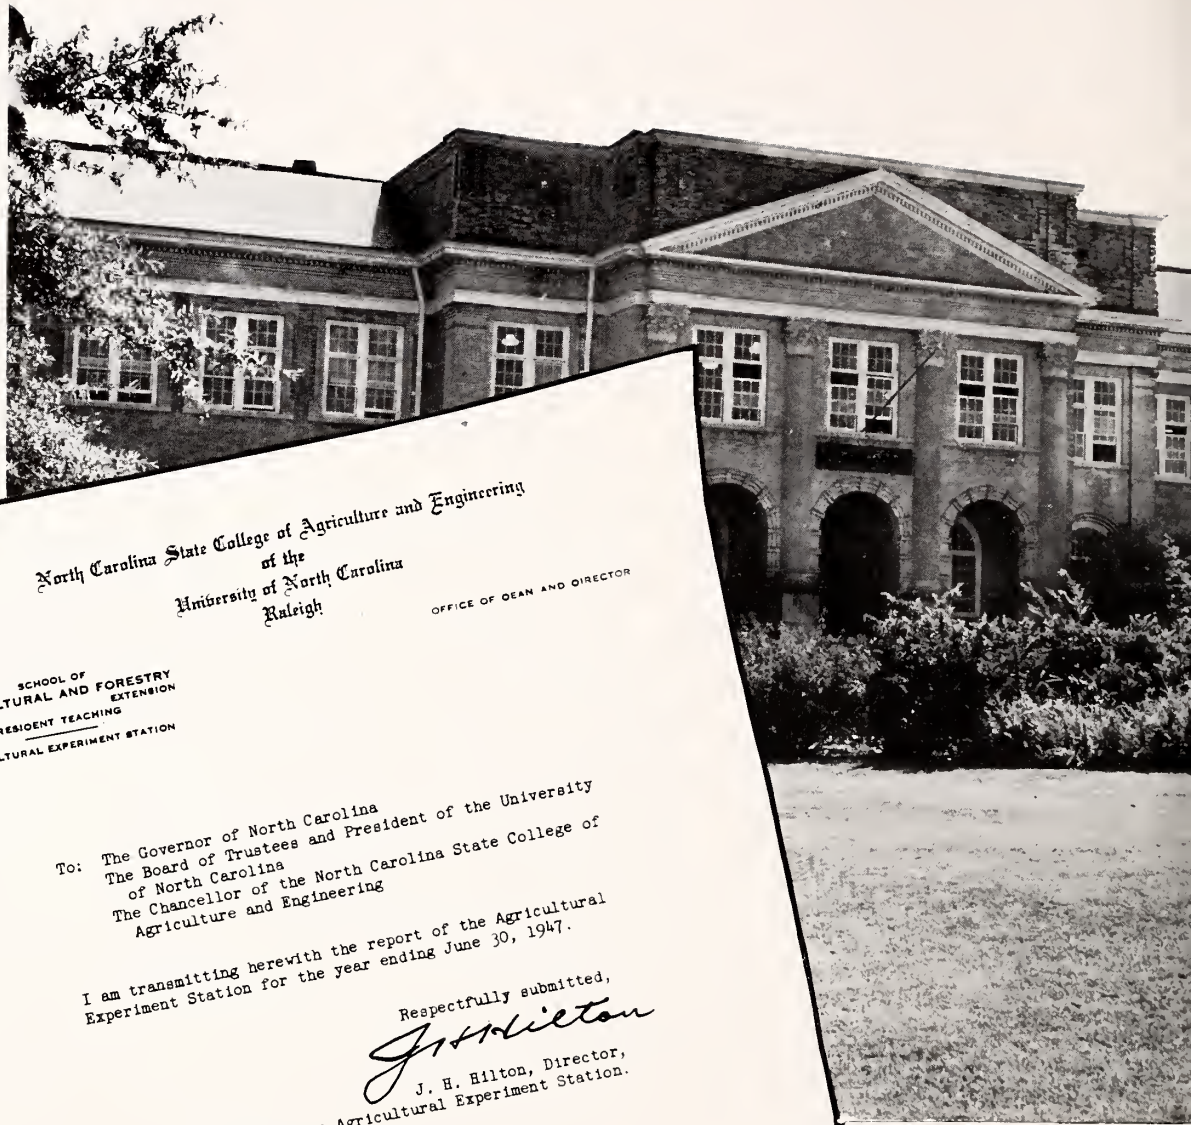 North Carolina State College of Agriculture and Engineering
of the
University of North Carolina
Raleigh
OFFICE OF DEAN AND DIRECTOR
SCHOOL OF
LTURAL AND FORESTRY
EXTENSION
RESIDENT TEACHING
LTURAL EXPERIMENT STATION
To: The Governor of North Carolina
The Board of Trustees and President of the University
of North Carolina
The Chancellor of the North Carolina State College of
Agriculture and Engineering
I am transmitting herewith the report of the Agricultural
Experiment Station for the year ending June 30, 1947.
Respectfully submitted,
J H Hilton
J. H. Hilton, Director,
Agricultural Experiment Station.